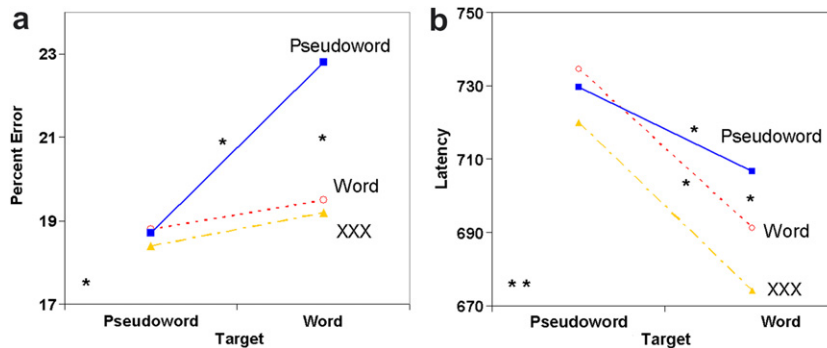 a
Percent Error
23
21
19
17
Pseudoword
*
*
Word
XXX
*
Pseudoword
Word
Target
b
Latency
750
730
710
690
670
*
Pseudoword
*
*
Word
* *
XXX
Pseudoword
Word
Target